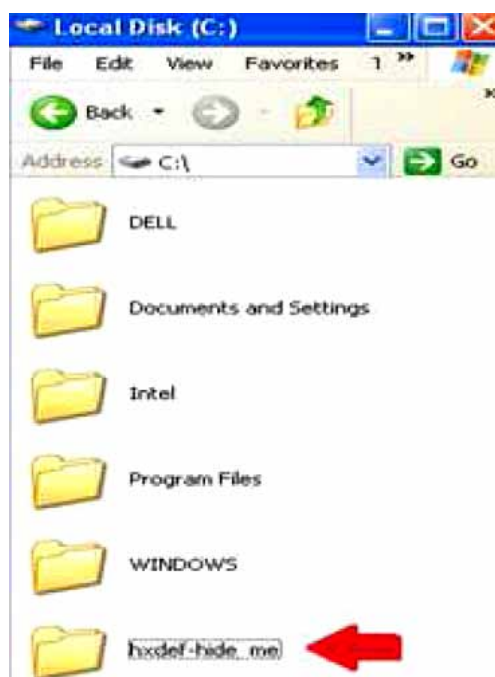 Local Disk (C:)
File Edit View Favorites T »
Back
»
Address C:\ Go
DELL
Documents and Settings
Intel
Program Files
WINDOWS
hxdef-hide_me